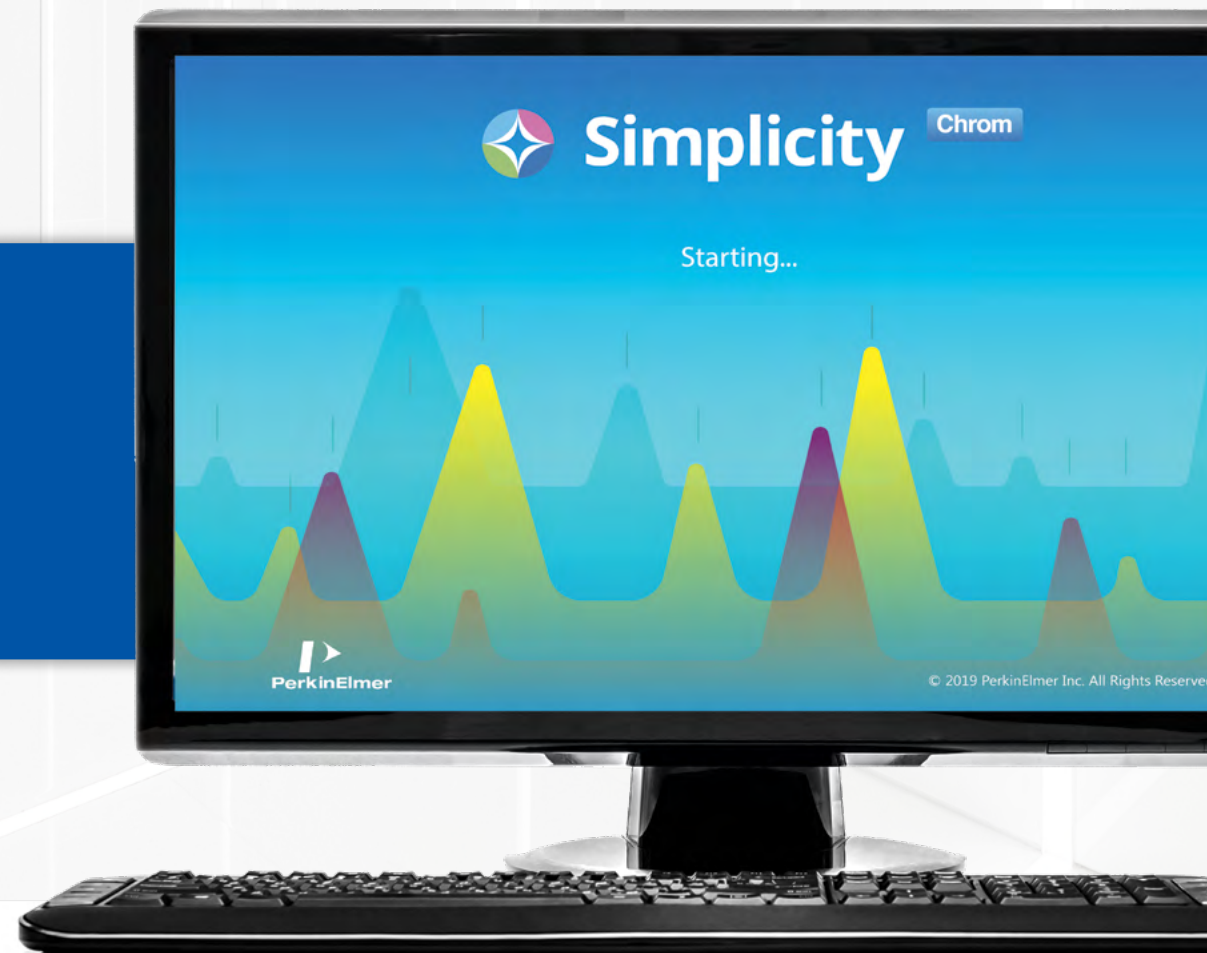 Simplicity Chrom
Starting...
PerkinElmer
© 2019 PerkinElmer Inc. All Rights Reserve